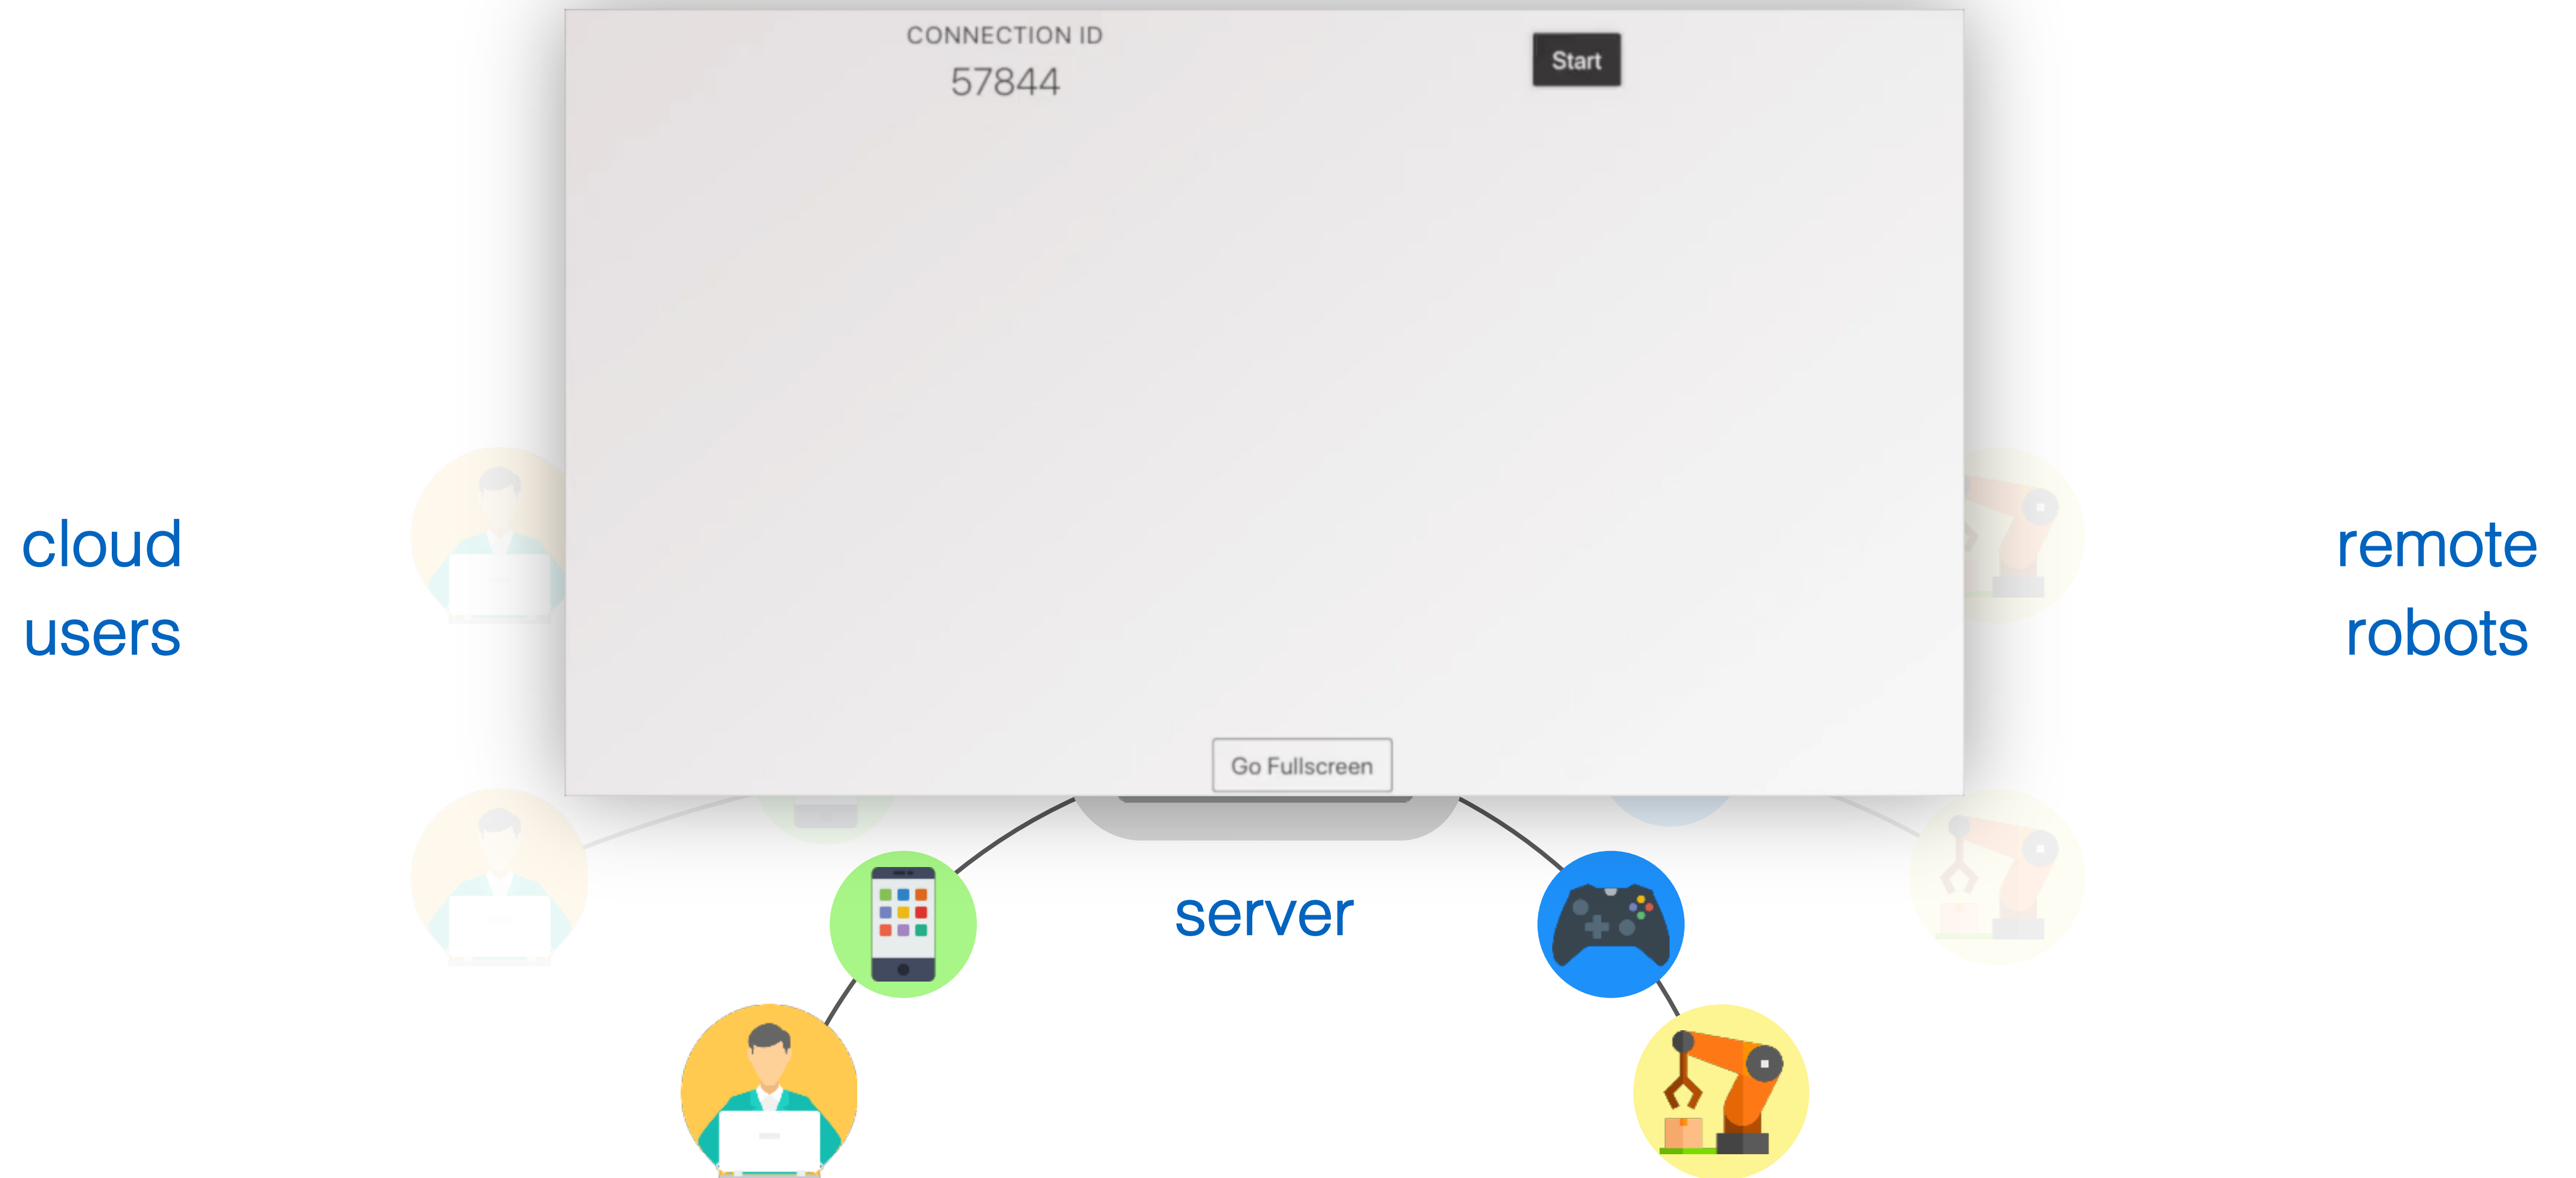 CONNECTION ID
57844
Start
cloud
users
remote
robots
Go Fullscreen
server